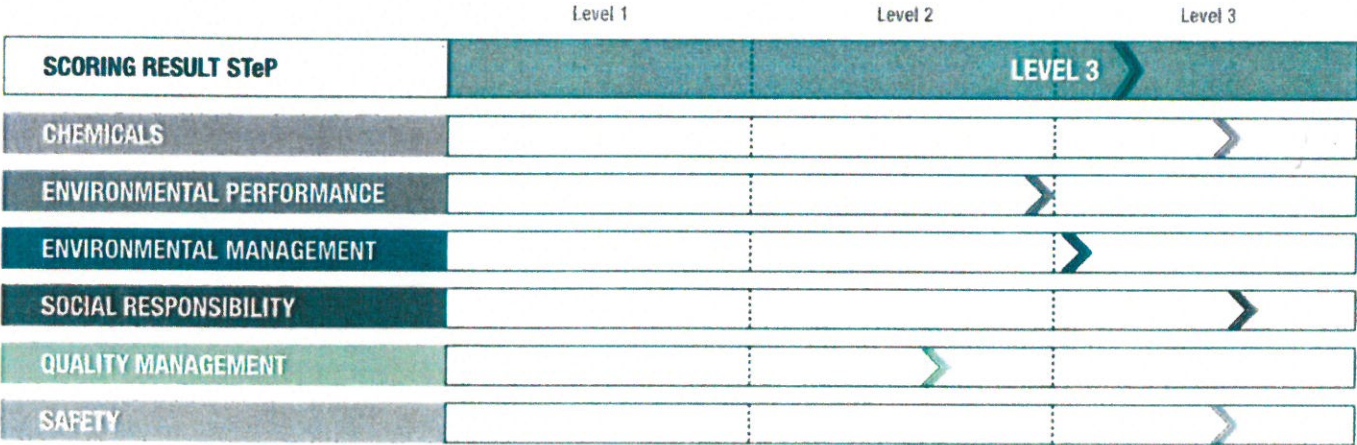 Level 1 Level 2 Level 3
SCORING RESULT STeP LEVEL 3
CHEMICALS
ENVIRONMENTAL PERFORMANCE
ENVIRONMENTAL MANAGEMENT
SOCIAL RESPONSIBILITY
QUALITY MANAGEMENT
SAFETY